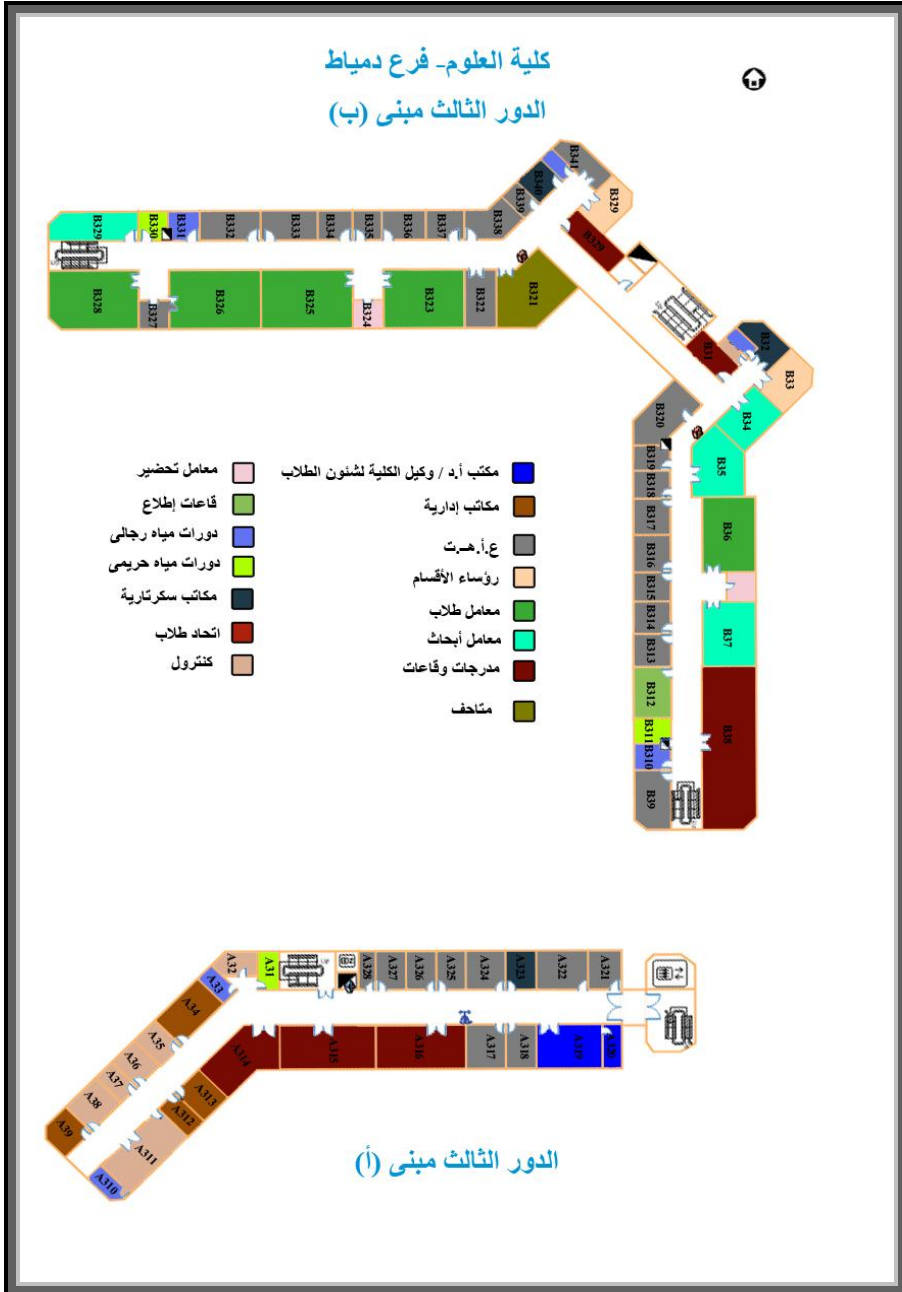 كلية العلوم- فرع دمياط
الدور الثالث مبنى (ب)
B341
B340
B339
B329
B329
B338
B337
B336
B335
B334
B333
B332
B331
B330
B329
B328
B327
B326
B325
B324
B323
B322
B321
B31
B32
B33
B34
B35
B36
B37
B38
B320
B319
B318
B317
B316
B315
B314
B313
B312
B311
B310
B39
مكتب أ.د / وكيل الكلية لشئون الطلاب
مكاتب إدارية
ع.أ.هـ.ت
رؤساء الأقسام
معامل طلاب
معامل أبحاث
مدرجات وقاعات
متاحف
معامل تحضير
قاعات إطلاع
دورات مياه رجالى
دورات مياه حريمى
مكاتب سكرتارية
اتحاد طلاب
كنترول
A31
A32
A33
A34
A35
A36
A37
A38
A39
A310
A311
A312
A313
A314
A315
A316
A317
A318
A319
A320
A321
A322
A323
A324
A325
A326
A327
A328
الدور الثالث مبنى (أ)